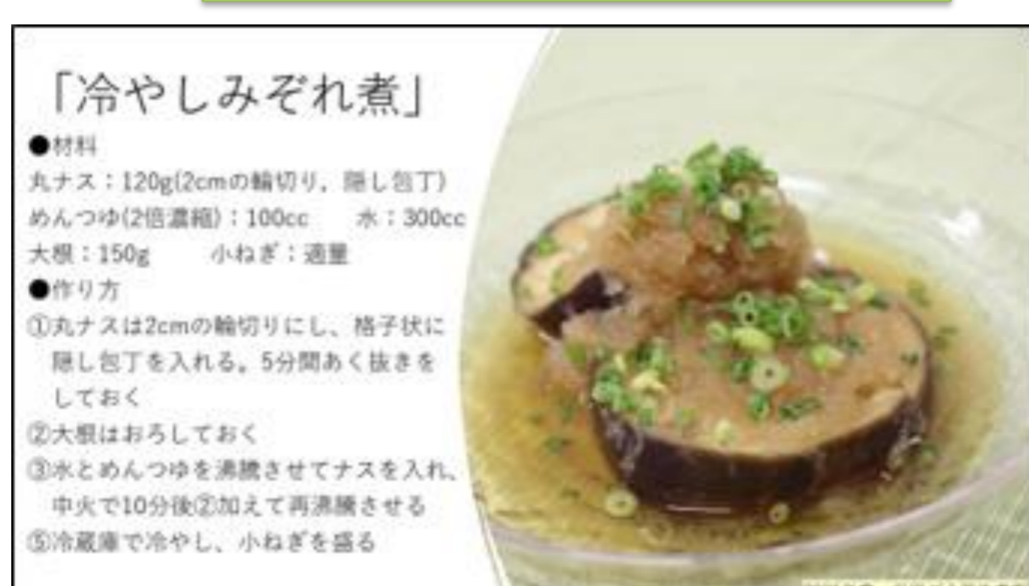 「冷やしみぞれ煮」
●材料
丸ナス：120g(2cmの輪切り，隠し包丁)
めんつゆ(2倍濃縮)：100cc　水：300cc
大根：150g　小ねぎ：適量
●作り方
①丸ナスは2cmの輪切りにし、格子状に
隠し包丁を入れる。5分間あく抜きを
しておく
②大根はおろしておく
③水とめんつゆを沸騰させてナスを入れ、
中火で10分後②加えて再沸騰させる
⑤冷蔵庫で冷やし、小ねぎを盛る